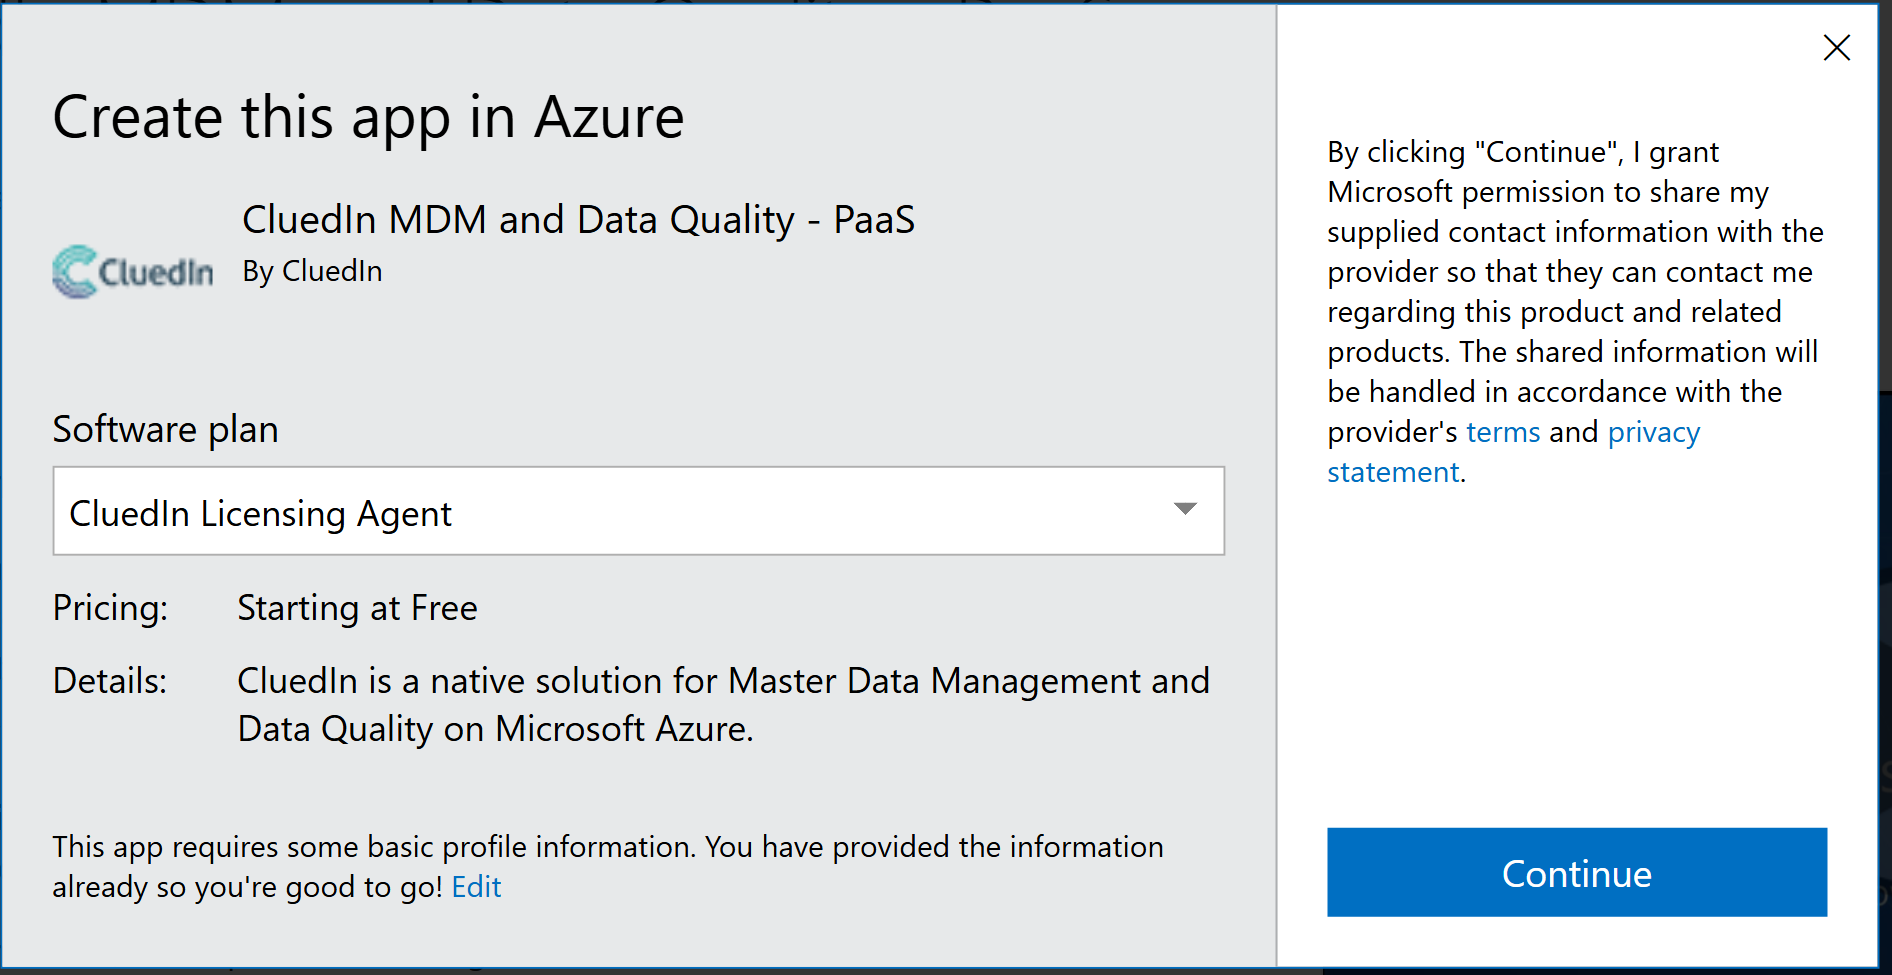 Create this app in Azure
CluedIn MDM and Data Quality - PaaS
CluedIn
By CluedIn
Software plan
CluedIn Licensing Agent
Pricing: Starting at Free
Details: CluedIn is a native solution for Master Data Management and
Data Quality on Microsoft Azure.
This app requires some basic profile information. You have provided the information
already so you're good to go! Edit
By clicking "Continue", I grant
Microsoft permission to share my
supplied contact information with the
provider so that they can contact me
regarding this product and related
products. The shared information will
be handled in accordance with the
provider's terms and privacy
statement.
Continue